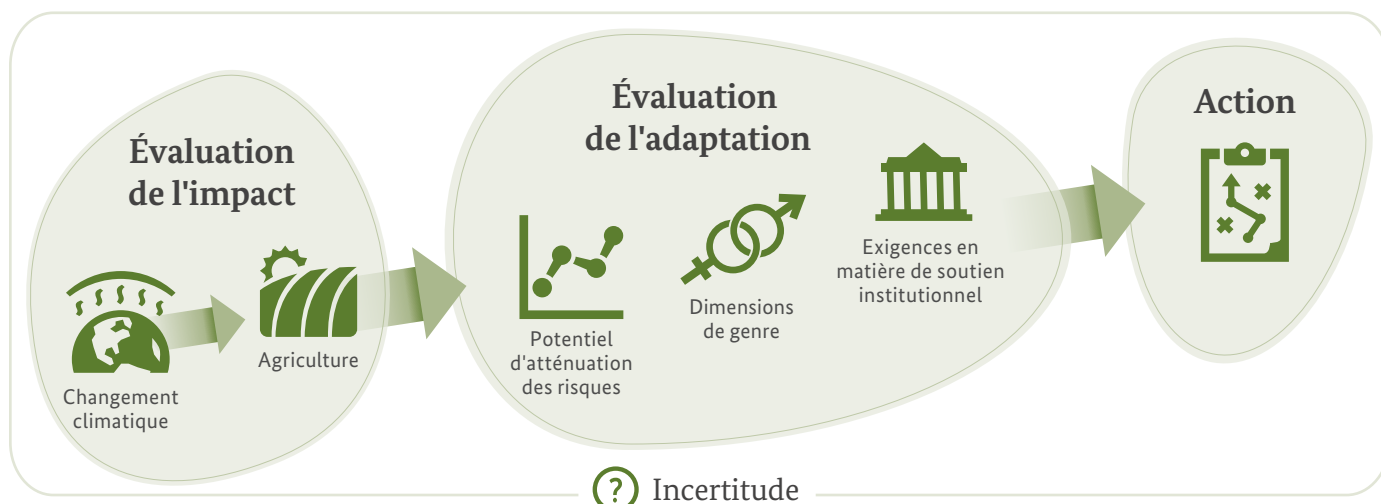 Évaluation
de l'impact
Changement
climatique
Agriculture
Évaluation
de l'adaptation
Potentiel
d'atténuation
des risques
Dimensions
de genre
Exigences en
matière de soutien
institutionnel
Action
? Incertitude